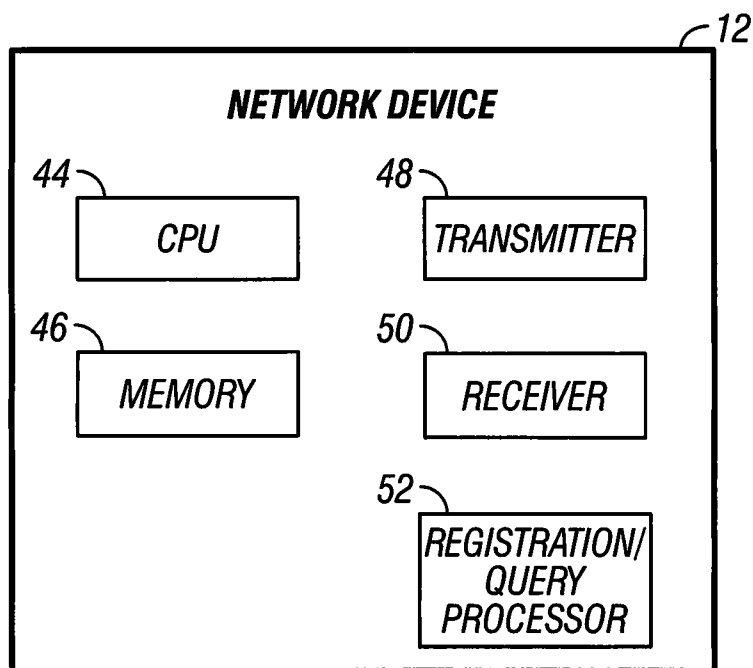 12
NETWORK DEVICE
44
CPU
48
TRANSMITTER
46
MEMORY
50
RECEIVER
52
REGISTRATION/
QUERY
PROCESSOR